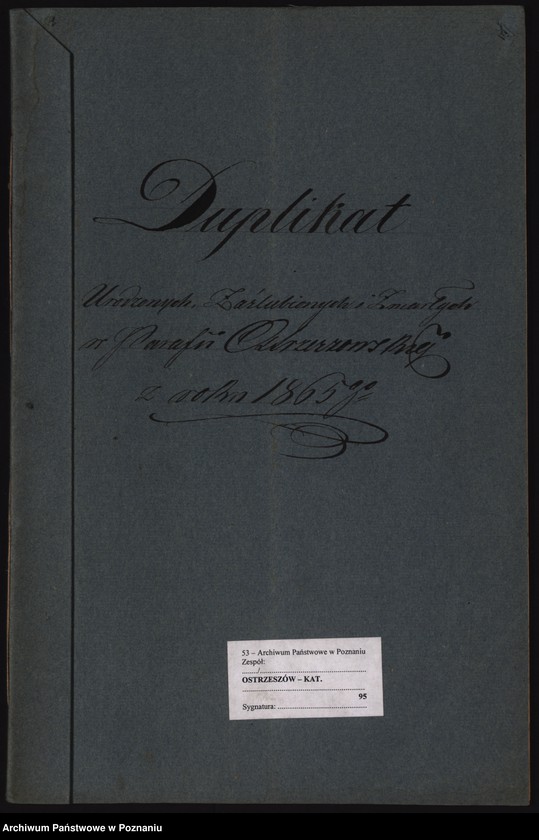 Duplikat
Urodzonych, Zaślubionych i Zmarłych
w Parafii Ostrzeszowskiéj
z roku 1865go
53 – Archiwum Państwowe w Poznaniu
Zespół:
OSTRZESZÓW – KAT.
95
Sygnatura:
Archiwum Państwowe w Poznaniu